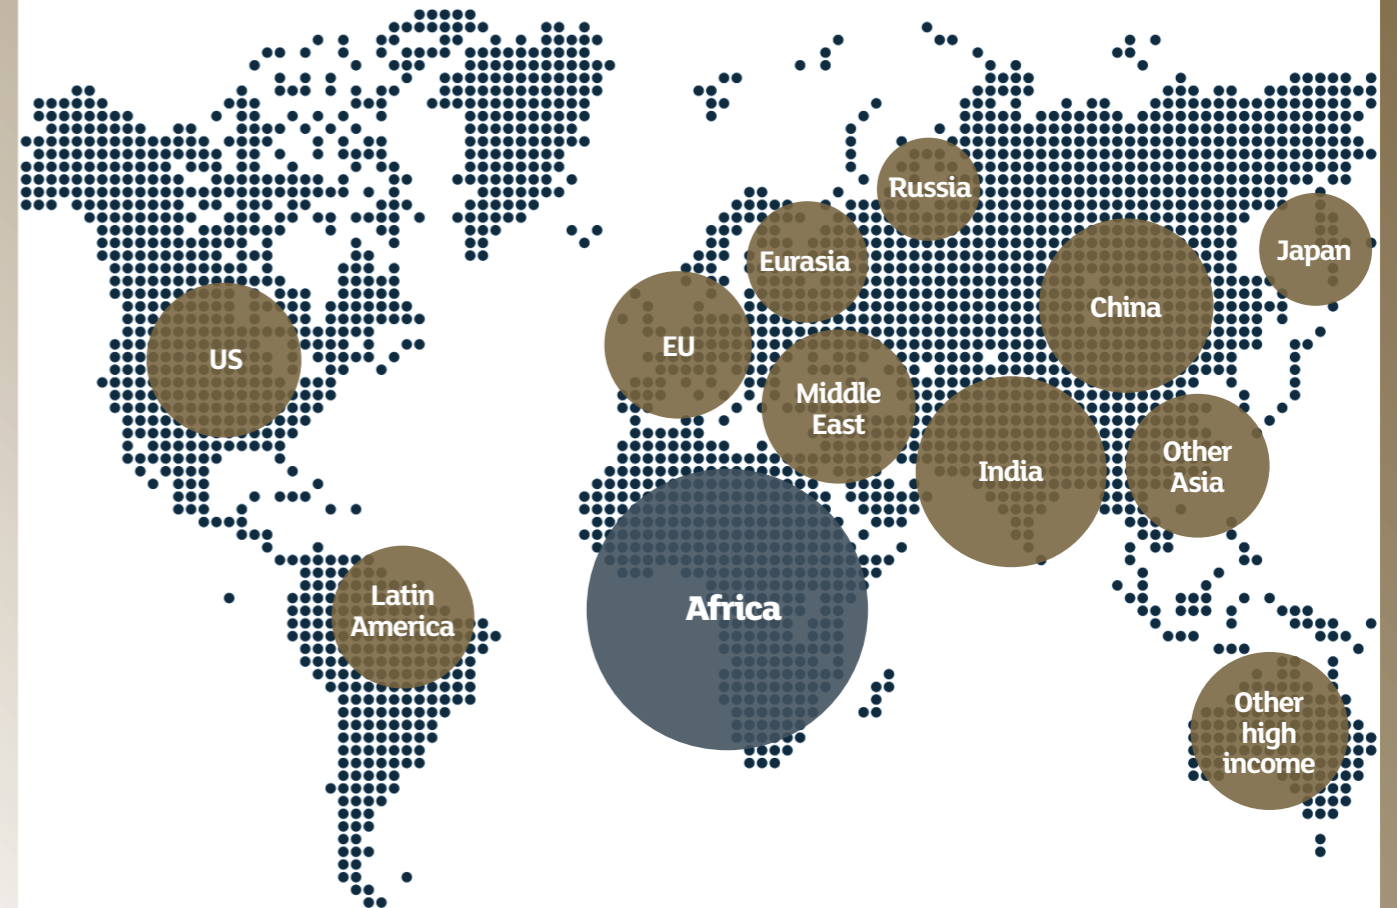 Russia
Japan
Eurasia
China
EU
US
Middle
East
Other
Asia
India
Latin
America
Africa
Other
high
income